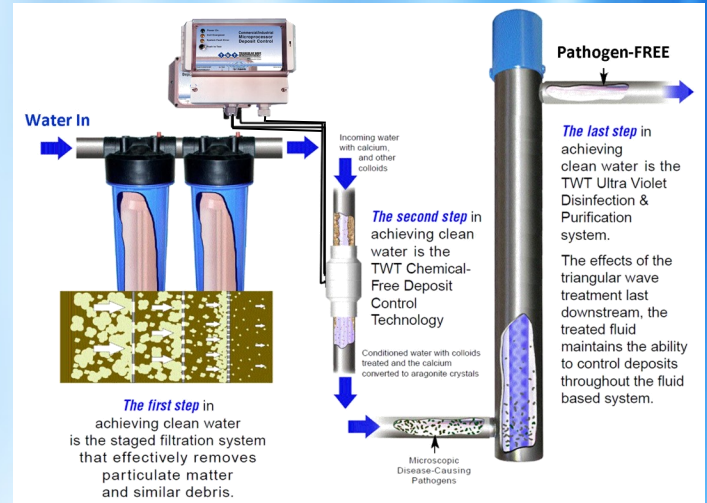 Commercial/Industrial
Microprocessor
Deposit Control
Water In
Pathogen-FREE
Incoming water
with calcium,
and other
colloids
The second step in
achieving clean
water is the
TWT Chemical-
Free Deposit
Control
Technology
Conditioned water with colloids
treated and the calcium
converted to aragonite crystals
The first step in
achieving clean water
is the staged filtration system
that effectively removes
particulate matter
and similar debris.
Microscopic
Disease-Causing
Pathogens
The last step in
achieving
clean water is the
TWT Ultra Violet
Disinfection &
Purification
system.
The effects of the
triangular wave
treatment last
downstream, the
treated fluid
maintains the ability
to control deposits
throughout the fluid
based system.